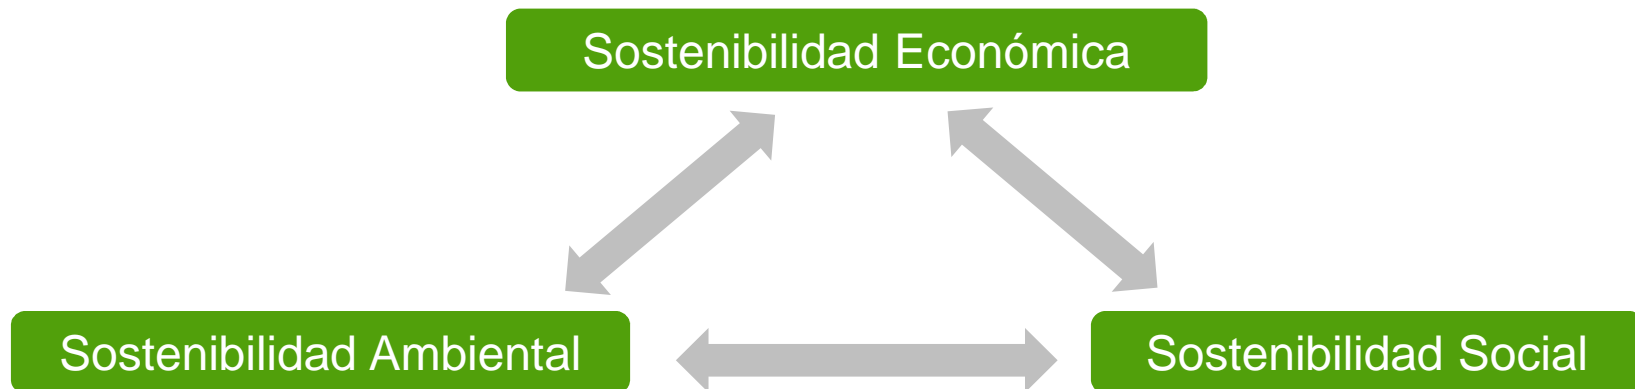 Sostenibilidad Económica
Sostenibilidad Ambiental
Sostenibilidad Social